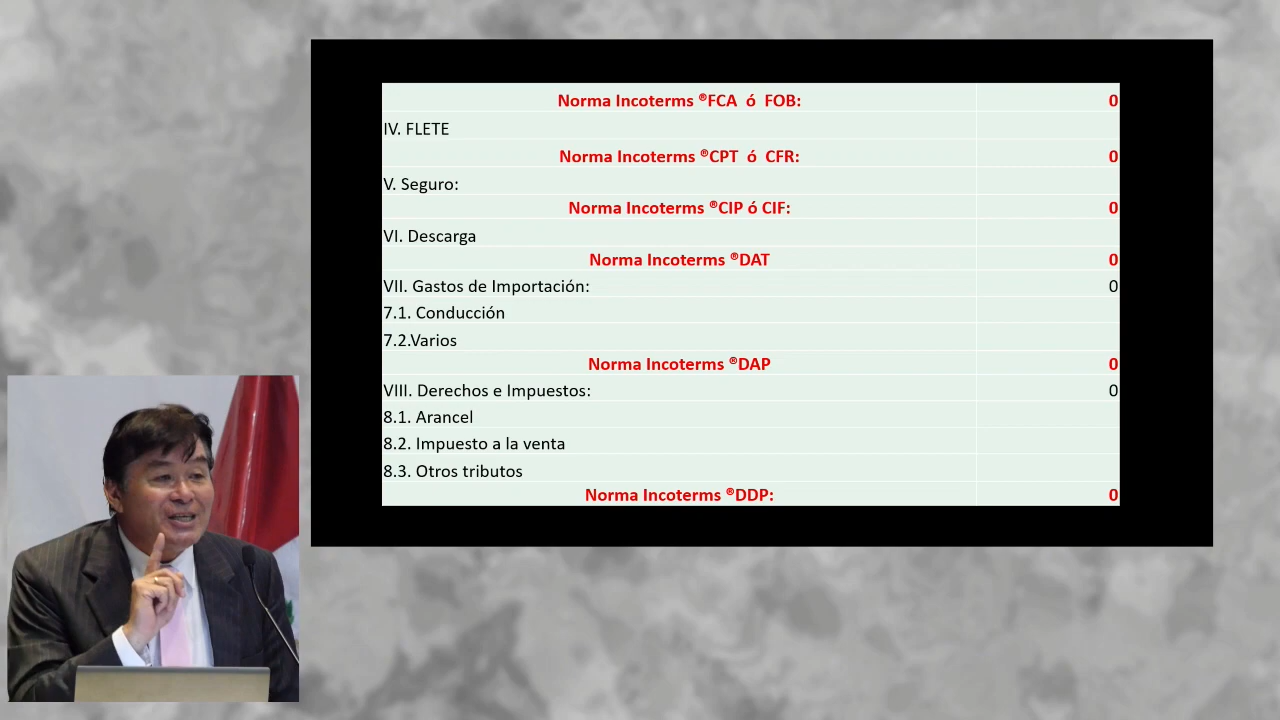 Norma Incoterms ®FCA ó FOB: 0
IV. FLETE
Norma Incoterms ®CPT ó CFR: 0
V. Seguro:
Norma Incoterms ®CIP ó CIF: 0
VI. Descarga
Norma Incoterms ®DAT 0
VII. Gastos de Importación: 0
7.1. Conducción
7.2.Varios
Norma Incoterms ®DAP 0
VIII. Derechos e Impuestos: 0
8.1. Arancel
8.2. Impuesto a la venta
8.3. Otros tributos
Norma Incoterms ®DDP: 0